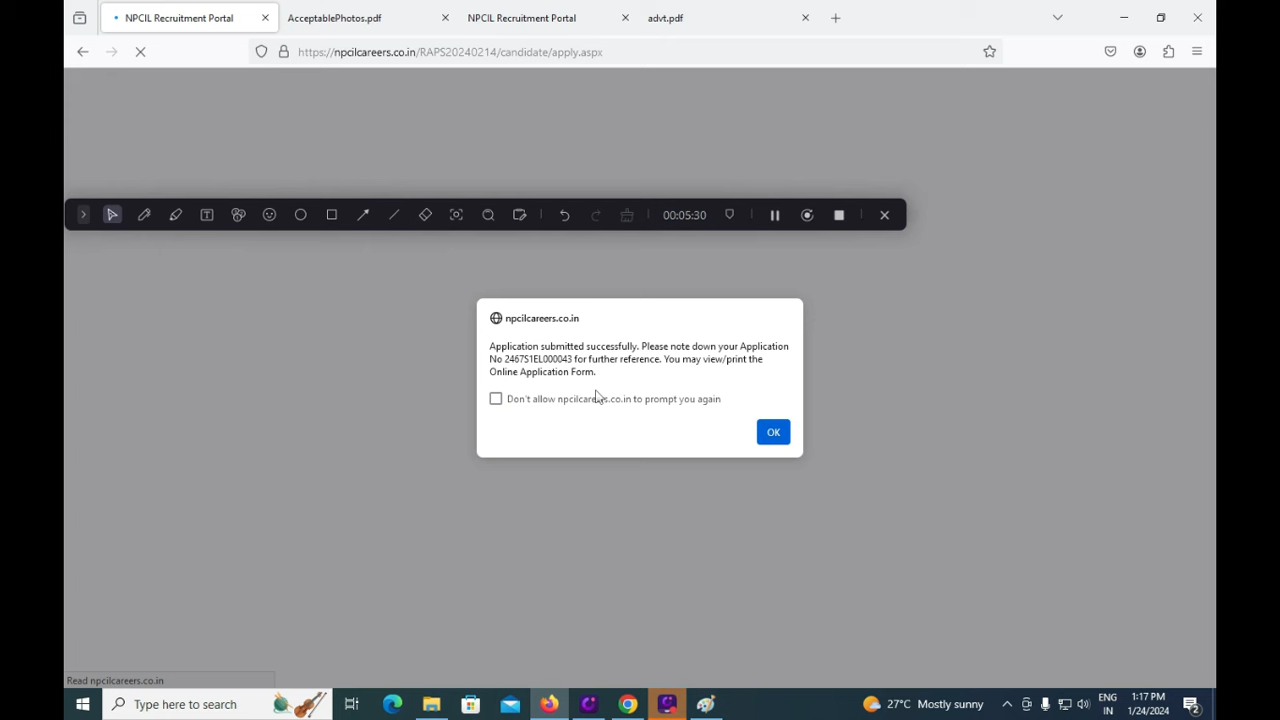 NPCIL Recruitment Portal
AcceptablePhotos.pdf
NPCIL Recruitment Portal
advt.pdf
https://npcilcareers.co.in/RAPS20240214/candidate/apply.aspx
00:05:30
npcilcareers.co.in
Application submitted successfully. Please note down your Application
No 2467S1EL000043 for further reference. You may view/print the
Online Application Form.
Don't allow npcilcareers.co.in to prompt you again
OK
Read npcilcareers.co.in
Type here to search
27°C Mostly sunny
ENG
IN
1:17 PM
1/24/2024
2